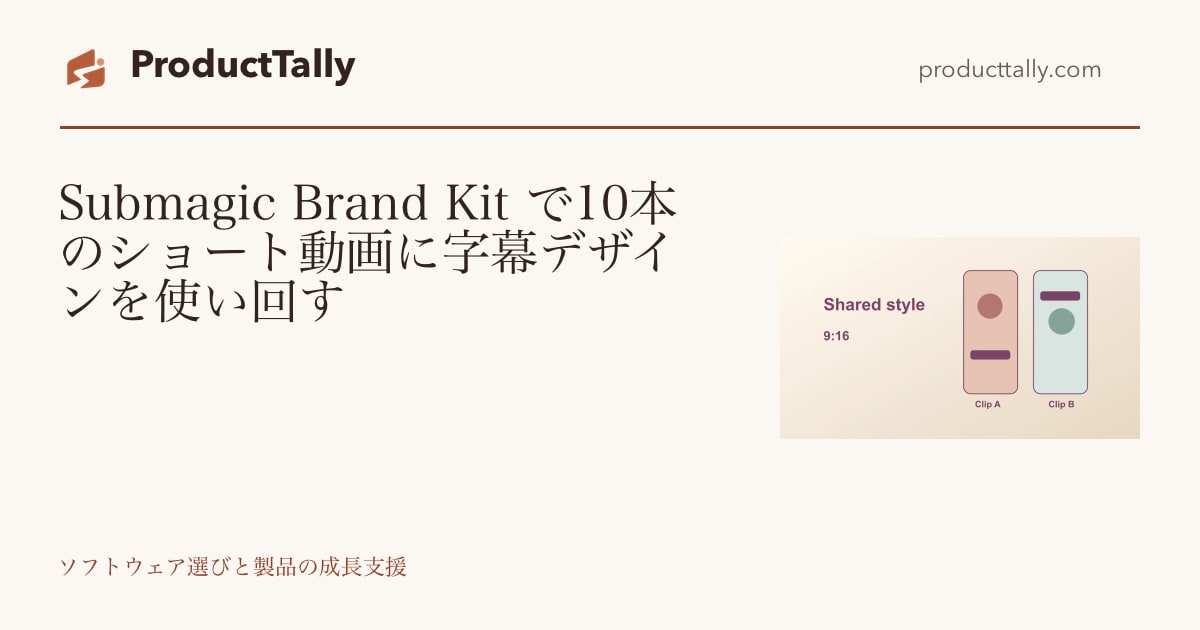 ProductTally
producttally.com
Submagic Brand Kit で10本
のショート動画に字幕デザイ
ンを使い回す
Shared style
9:16
Clip A
Clip B
ソフトウェア選びと製品の成長支援